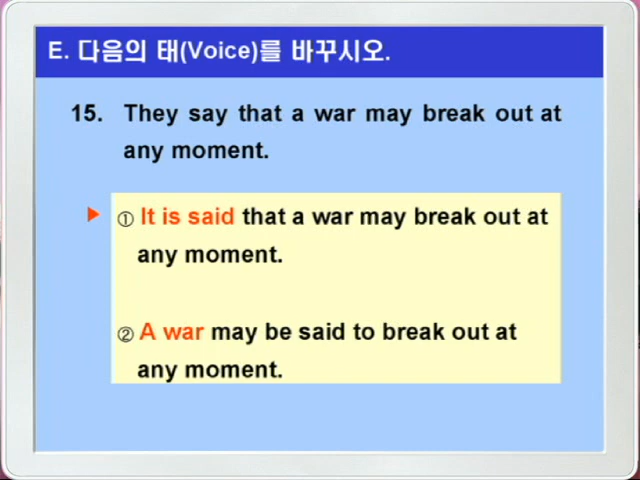 E. 다음의 태(Voice)를 바꾸시오.
15. They say that a war may break out at
any moment.
▶ ① It is said that a war may break out at
any moment.
② A war may be said to break out at
any moment.